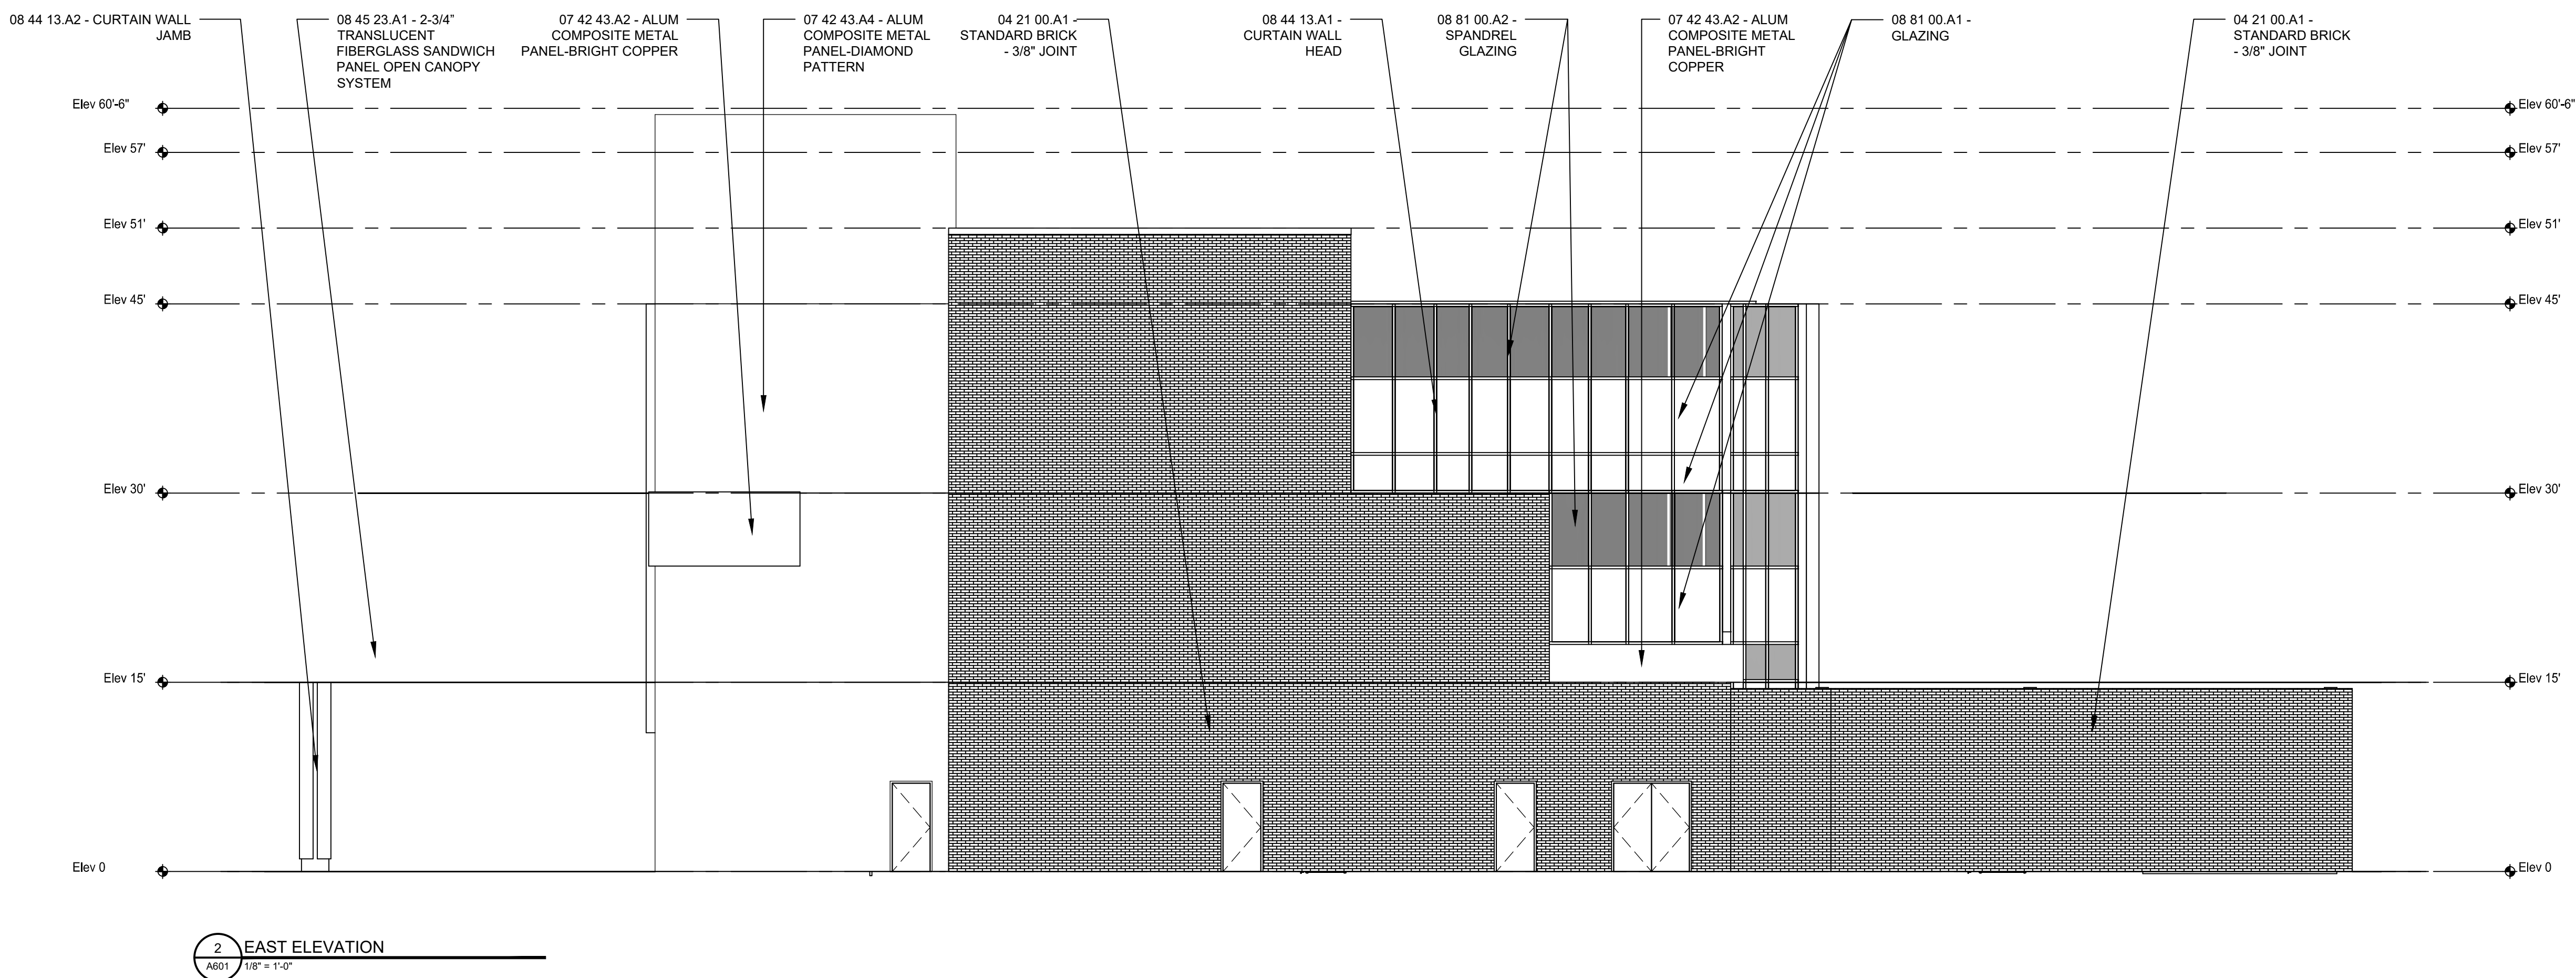 08 44 13.A2 - CURTAIN WALL
JAMB
08 45 23.A1 - 2-3/4"
TRANSLUCENT
FIBERGLASS SANDWICH
PANEL OPEN CANOPY
SYSTEM
07 42 43.A2 - ALUM
COMPOSITE METAL
PANEL-BRIGHT COPPER
07 42 43.A4 - ALUM
COMPOSITE METAL
PANEL-DIAMOND
PATTERN
04 21 00.A1 -
STANDARD BRICK
- 3/8" JOINT
08 44 13.A1 -
CURTAIN WALL
HEAD
08 81 00.A2 -
SPANDREL
GLAZING
07 42 43.A2 - ALUM
COMPOSITE METAL
PANEL-BRIGHT
COPPER
08 81 00.A1 -
GLAZING
04 21 00.A1 -
STANDARD BRICK
- 3/8" JOINT
Elev 60'-6"
Elev 60'-6"
Elev 57'
Elev 57'
Elev 51'
Elev 51'
Elev 45'
Elev 45'
Elev 30'
Elev 30'
Elev 15'
Elev 15'
Elev 0
Elev 0
2
EAST ELEVATION
A601
1/8" = 1'-0"